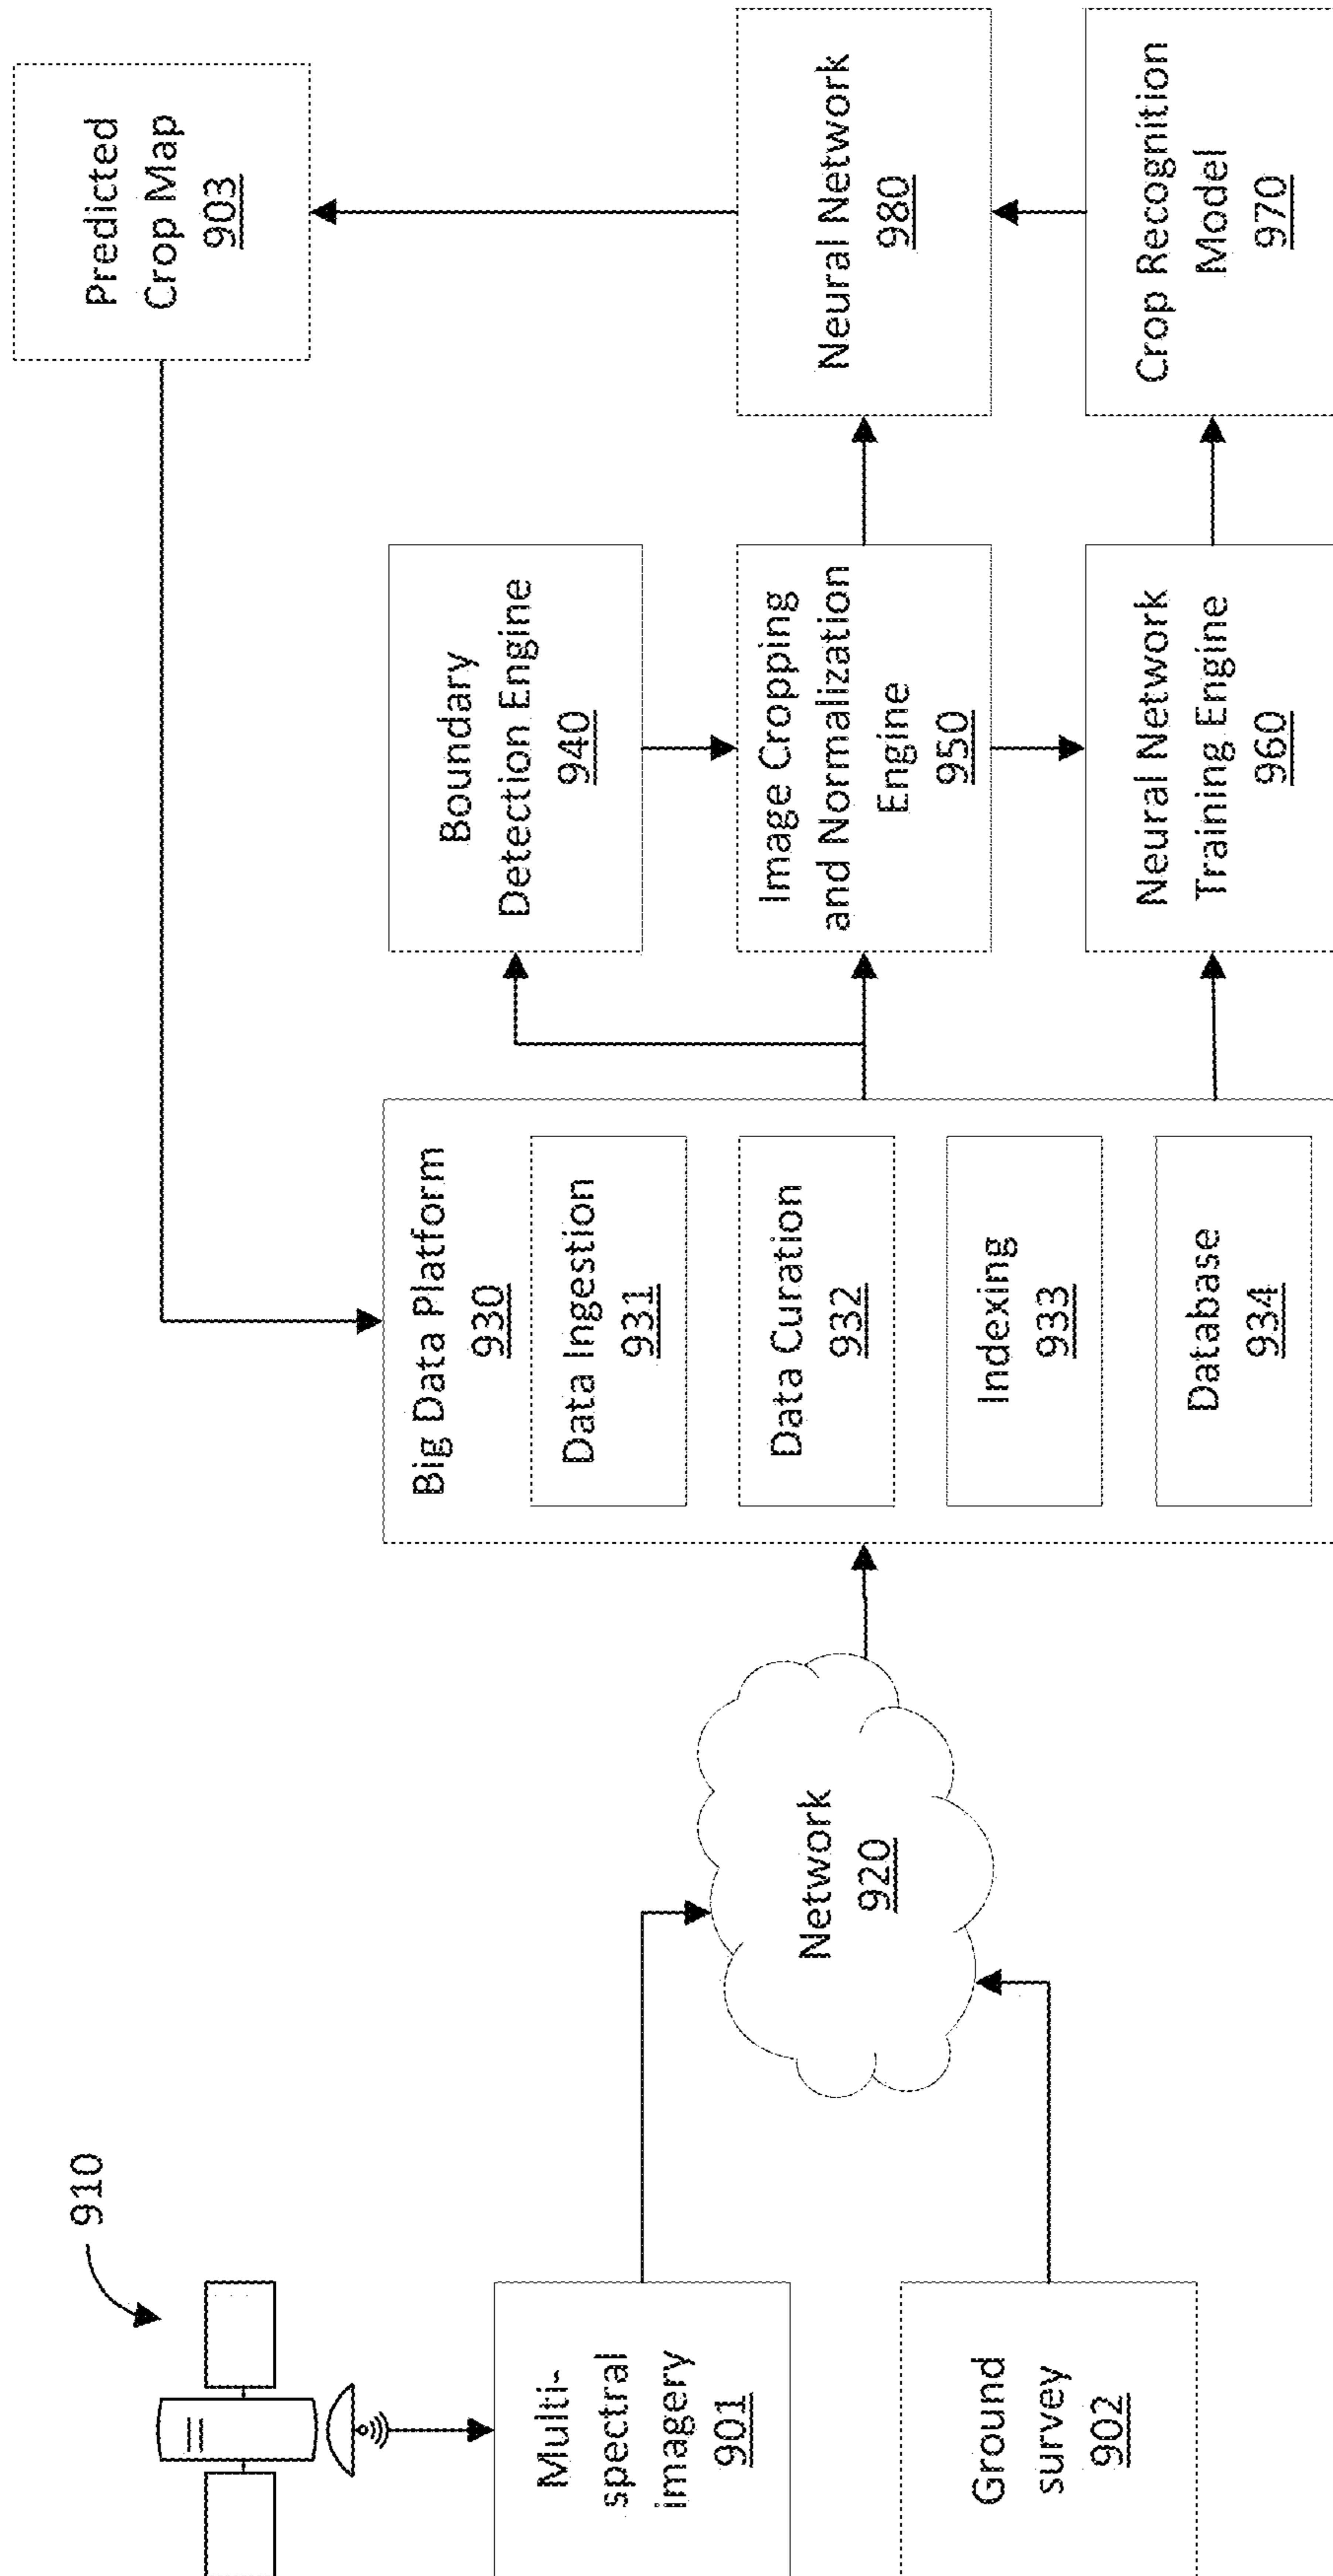 910
Multi-
spectral
imagery
901
Ground
survey
902
Network
920
Big Data Platform
930
Data Ingestion
931
Data Curation
932
Indexing
933
Database
934
Boundary
Detection Engine
940
Image Cropping
and Normalization
Engine
950
Neural Network
Training Engine
960
Predicted
Crop Map
903
Neural Network
980
Crop Recognition
Model
970